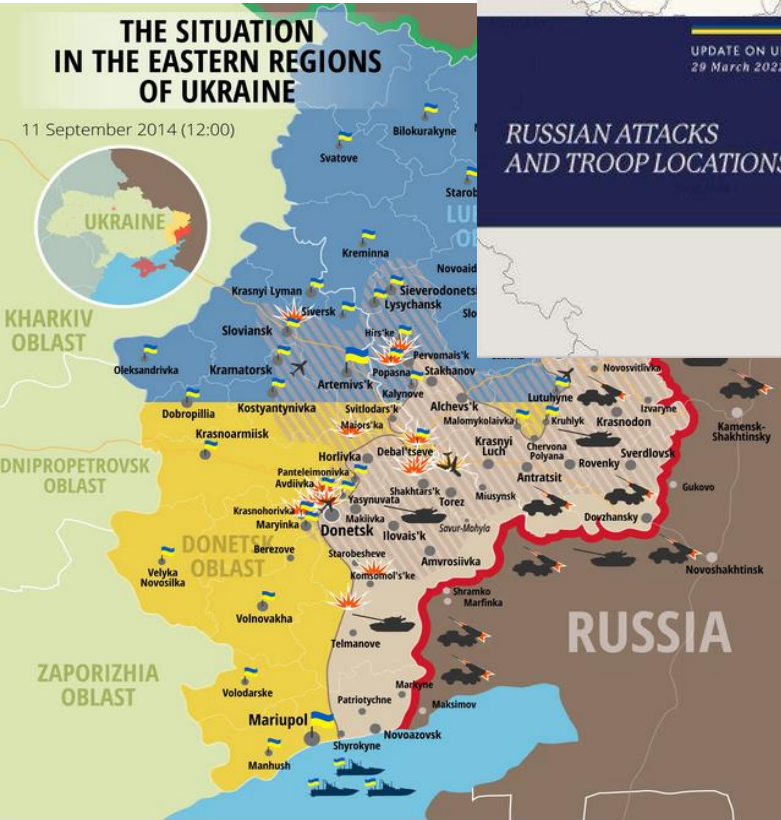 THE SITUATION
IN THE EASTERN REGIONS
OF UKRAINE
11 September 2014 (12:00)
UPDATE ON
29 March 2022
RUSSIAN ATTACKS
AND TROOP LOCATIONS
UKRAINE
Bilokurakyne
Svatove
Kreminna
KHARKIV
OBLAST
Krasnyi Lyman
Siversk
Sieverodonets
Lysychansk
Sloviansk
Hirs'ke
Pervomais'k
Oleksandrivka
Kramatorsk
Artemivs'k
Popasna
Stakhanov
Kalynove
Novosvitlivka
Lutuhyne
Izvaryne
Dobropillia
Kostyantynivka
Svitlodars'k
Alchevs'k
Malomykolaivka
Kruhlyk
Krasnodon
Kamensk-
Shakhtinsky
Krasnoarmiisk
Maiors'ka
Krasnyi
Luch
Chervona
Polyana
Rovenky
Sverdlovsk
DNIPROPETROVSK
OBLAST
Horlivka
Debal'tseve
Panteleimonivka
Avdiivka
Yasynuvata
Shakhtars'k
Torez
Miusynsk
Antratsit
Gukovo
Krasnohorivka
Maryinka
Makiivka
Donetsk
Ilovais'k
Savur-Mohyla
Dovzhansky
DONETSK
OBLAST
Berezove
Starobesheve
Amvrosiivka
Velyka
Novosilka
Komsomol's'ke
Novoshakhtinsk
Volnovakha
Shramko
Marfinka
RUSSIA
Telmanove
ZAPORIZHIA
OBLAST
Volodarske
Markyne
Patriotychne
Maksimov
Mariupol
Novoazovsk
Shyrokyne
Manhush